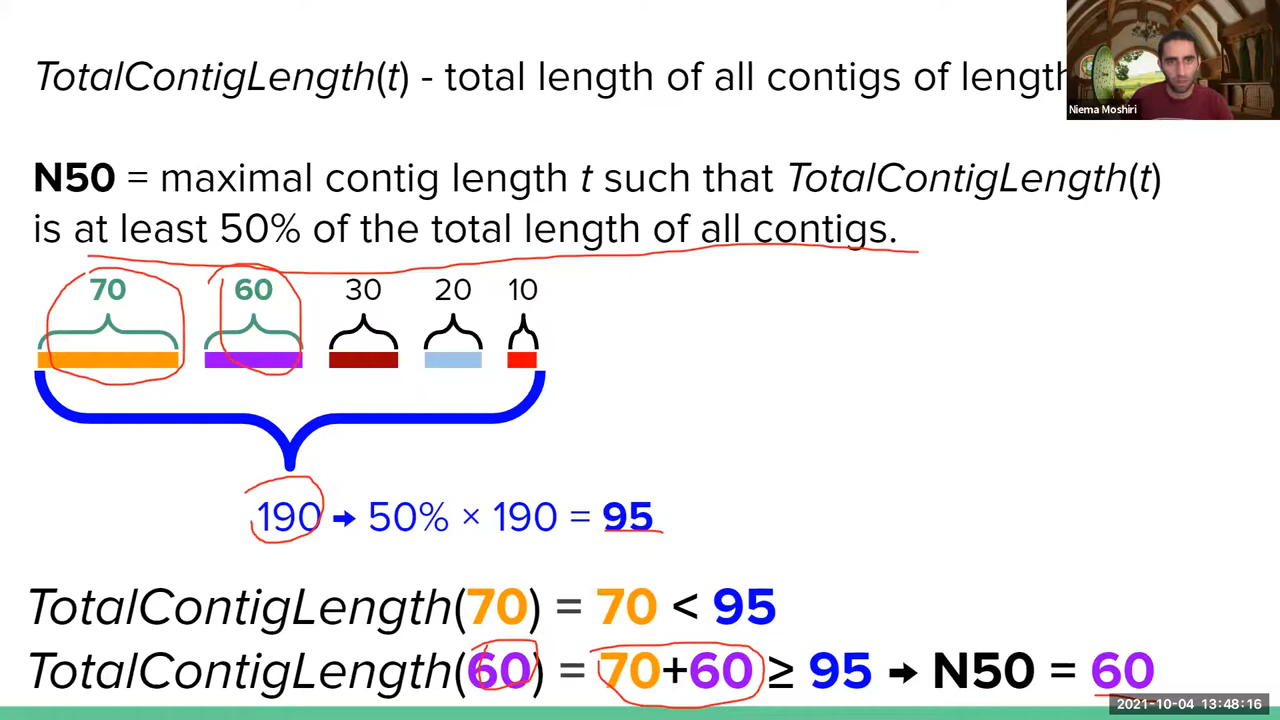 TotalContigLength(t) - total length of all contigs of length
Niema Moshiri
N50 = maximal contig length t such that TotalContigLength(t)
is at least 50% of the total length of all contigs.
70 60 30 20 10
190 → 50% × 190 = 95
TotalContigLength(70) = 70 < 95
TotalContigLength(60) = 70+60 ≥ 95 → N50 = 60
2021-10-04 13:48:16